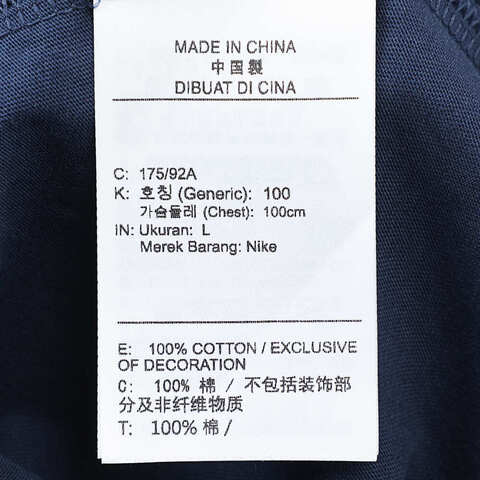 MADE IN CHINA
中国製
DIBUAT DI CINA
C: 175/92A
K: 호칭 (Generic): 100
가슴둘레 (Chest): 100cm
IN: Ukuran: L
Merek Barang: Nike
E: 100% COTTON / EXCLUSIVE
OF DECORATION
C: 100% 棉 / 不包括装饰部
分及非纤维物质
T: 100% 棉 /